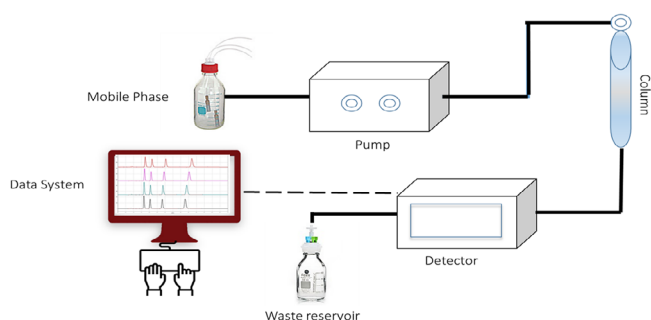 Mobile Phase
Pump
Column
Data System
Detector
Waste reservoir